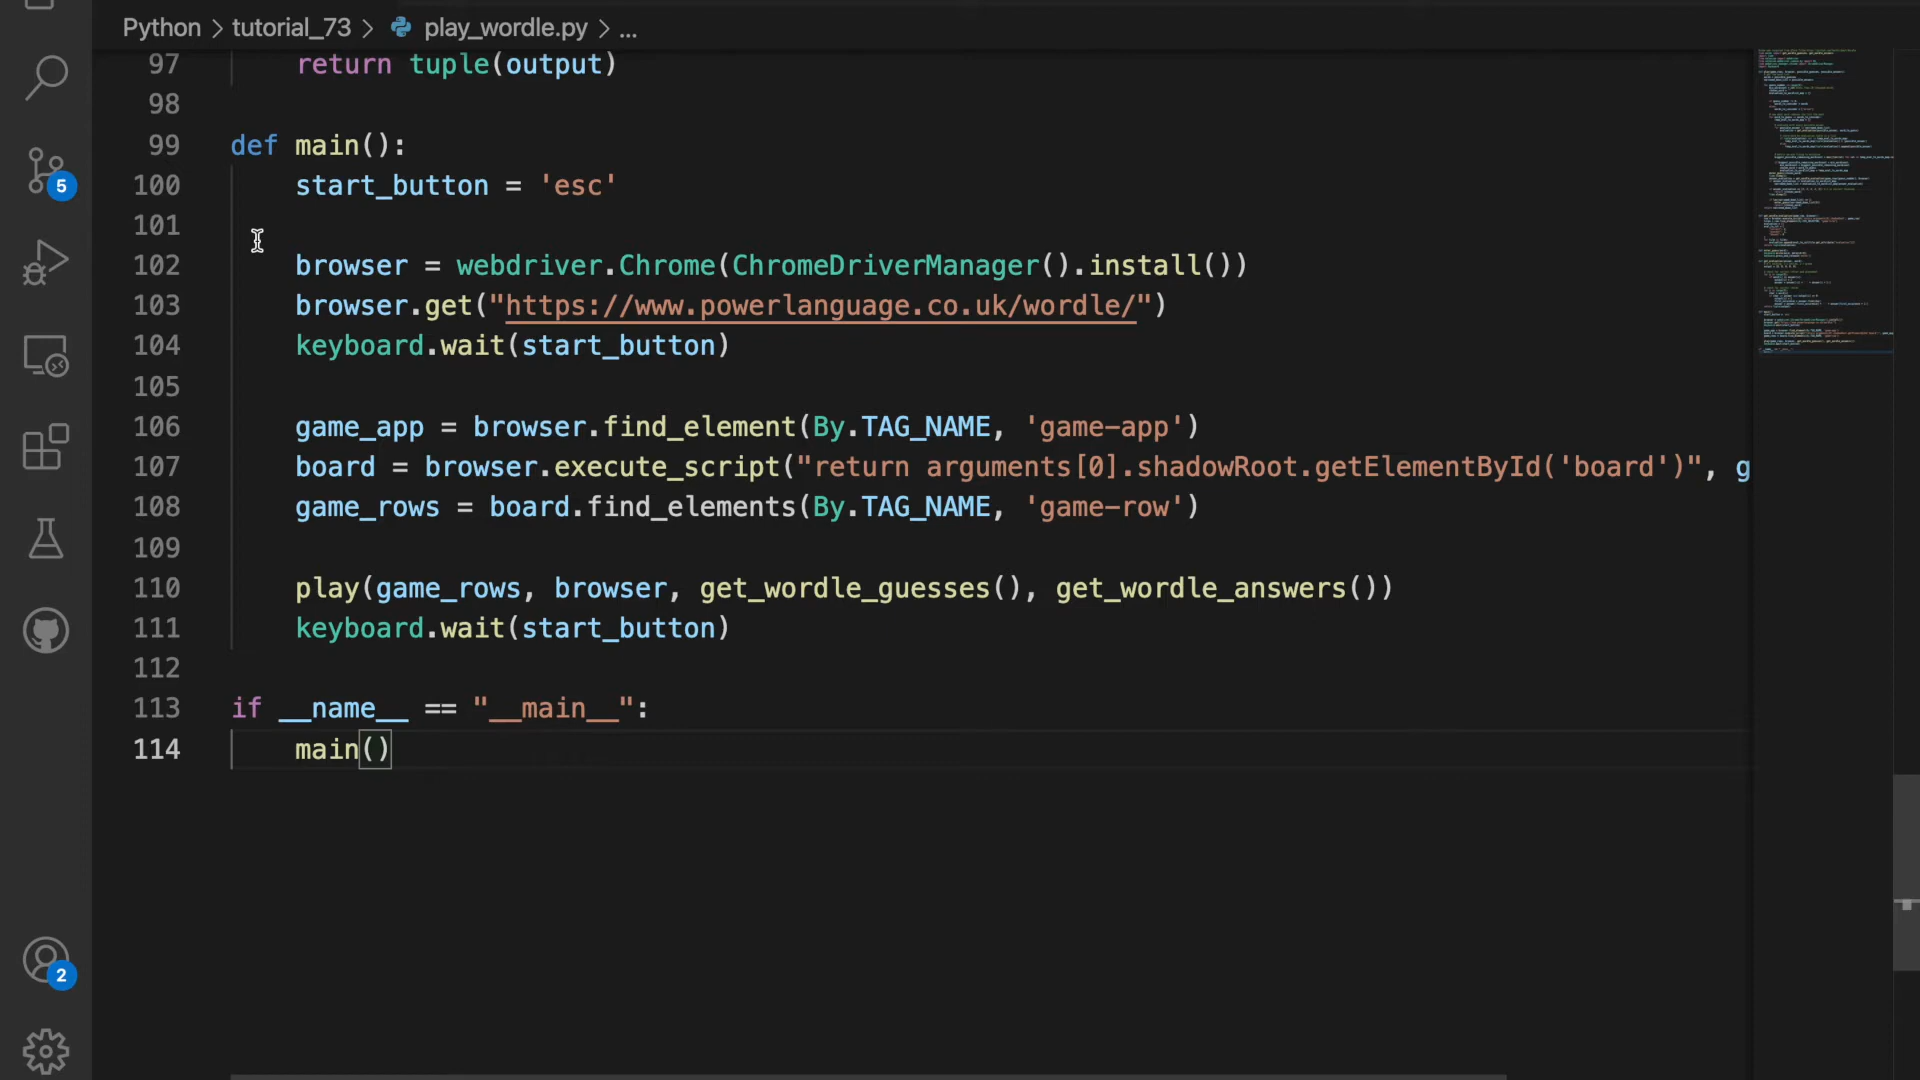 Python > tutorial_73 > play_wordle.py > ...
97 return tuple(output)
98
99 def main():
100 start_button = 'esc'
101
102 browser = webdriver.Chrome(ChromeDriverManager().install())
103 browser.get("https://www.powerlanguage.co.uk/wordle/")
104 keyboard.wait(start_button)
105
106 game_app = browser.find_element(By.TAG_NAME, 'game-app')
107 board = browser.execute_script("return arguments[0].shadowRoot.getElementById('board')", g
108 game_rows = board.find_elements(By.TAG_NAME, 'game-row')
109
110 play(game_rows, browser, get_wordle_guesses(), get_wordle_answers())
111 keyboard.wait(start_button)
112
113 if __name__ == "__main__":
114 main()
5
2